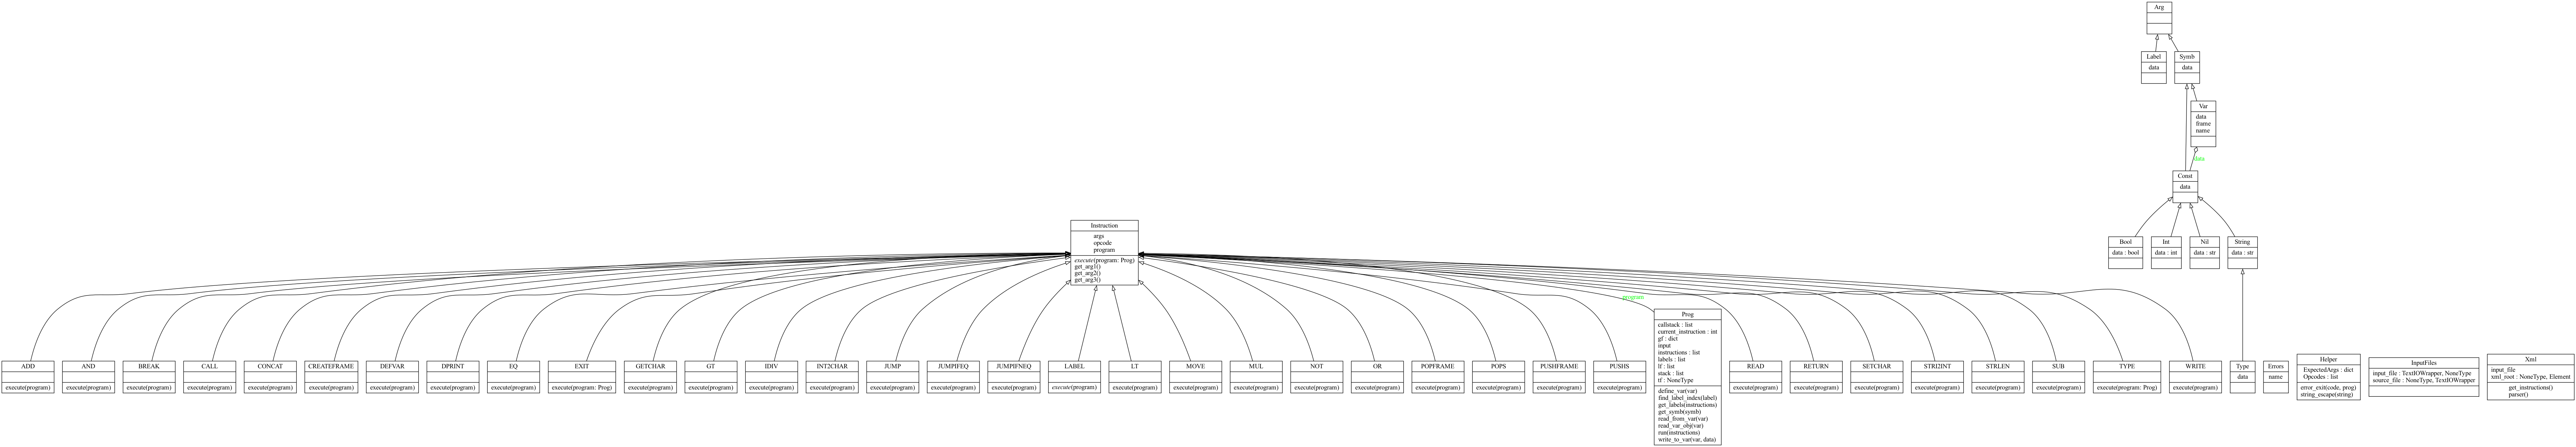 Arg
Label
data
Symb
data
Var
data
frame
name
data
Const
data
Instruction
args
opcode
program
execute(program: Prog)
get_arg1()
get_arg2()
get_arg3()
Bool
data : bool
Int
data : int
Nil
data : str
String
data : str
program
Prog
callstack : list
current_instruction : int
gf : dict
input
instructions : list
labels : list
lf : list
stack : list
tf : NoneType
define_var(var)
find_label_index(label)
get_labels(instructions)
get_symb(symb)
read_from_var(var)
read_var_obj(var)
run(instructions)
write_to_var(var, data)
ADD
execute(program)
AND
execute(program)
BREAK
execute(program)
CALL
execute(program)
CONCAT
execute(program)
CREATEFRAME
execute(program)
DEFVAR
execute(program)
DPRINT
execute(program)
EQ
execute(program)
EXIT
execute(program: Prog)
GETCHAR
execute(program)
GT
execute(program)
IDIV
execute(program)
INT2CHAR
execute(program)
JUMP
execute(program)
JUMPIFEQ
execute(program)
JUMPIFNEQ
execute(program)
LABEL
execute(program)
LT
execute(program)
MOVE
execute(program)
MUL
execute(program)
NOT
execute(program)
OR
execute(program)
POPFRAME
execute(program)
POPS
execute(program)
PUSHFRAME
execute(program)
PUSHS
execute(program)
READ
execute(program)
RETURN
execute(program)
SETCHAR
execute(program)
STRI2INT
execute(program)
STRLEN
execute(program)
SUB
execute(program)
TYPE
execute(program: Prog)
WRITE
execute(program)
Type
data
Errors
name
Helper
ExpectedArgs : dict
Opcodes : list
error_exit(code, prog)
string_escape(string)
InputFiles
input_file : TextIOWrapper, NoneType
source_file : NoneType, TextIOWrapper
Xml
input_file
xml_root : NoneType, Element
get_instructions()
parser()